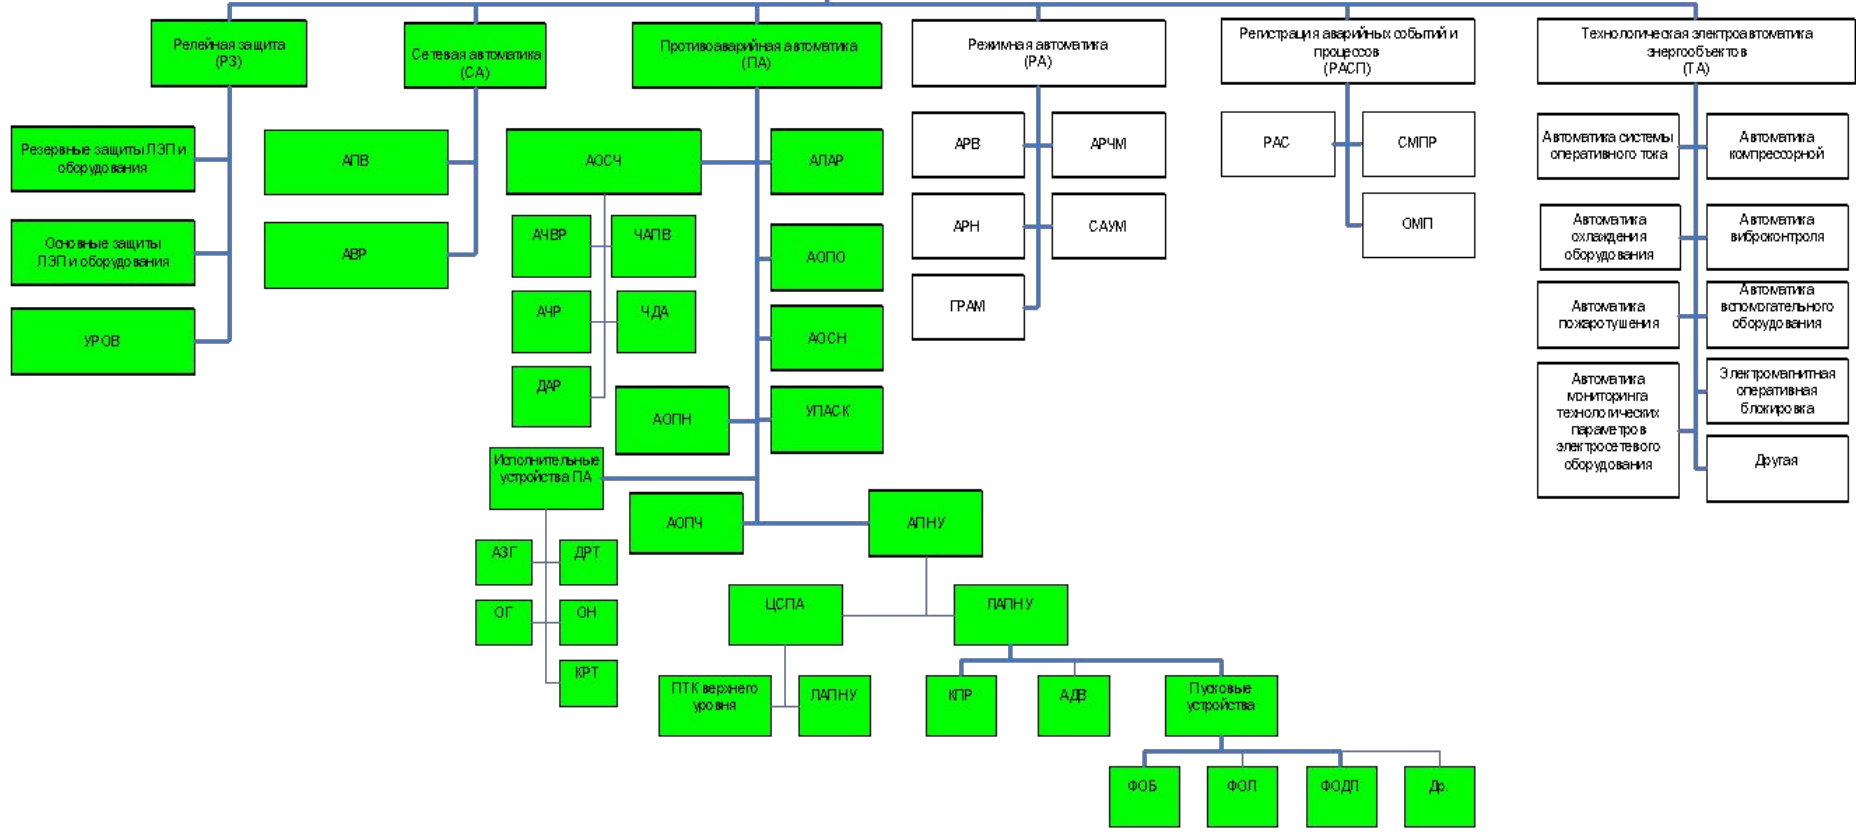 Релейная защита
(РЗ)
Сетевая автоматика
(СА)
Противоаварийная автоматика
(ПА)
Режимная автоматика
(РА)
Регистрация аварийных событий и
процессов
(РАСП)
Технологическая электроавтоматика
энергообъектов
(ТА)
Резервные защиты ЛЭП и
оборудования
Основные защиты
ЛЭП и оборудования
УРОВ
АПВ
АВР
АОСЧ
АЧВР
ЧАПВ
АЧР
ЧДА
ДАР
АЛАР
АОПО
АОСН
АОПН
УПАСК
Исполнительные
устройства ПА
АЗГ
ДРТ
ОГ
ОН
КРТ
АОПЧ
АПНУ
ЦСПА
ЛАПНУ
ПТК верхнего
уровня
ЛАПНУ
КПР
АДВ
Пусковые
устройства
ФОБ
ФОЛ
ФОДЛ
Др.
АРВ
АРЧМ
АРН
САУМ
ГРАМ
РАС
СМПР
ОМП
Автоматика системы
оперативного тока
Автоматика
компрессорной
Автоматика
охлаждения
оборудования
Автоматика
виброконтроля
Автоматика
пожаротушения
Автоматика
вспомогательного
оборудования
Автоматика
мониторинга
технологических
параметров
электросетевого
оборудования
Электромагнитная
оперативная
блокировка
Другая